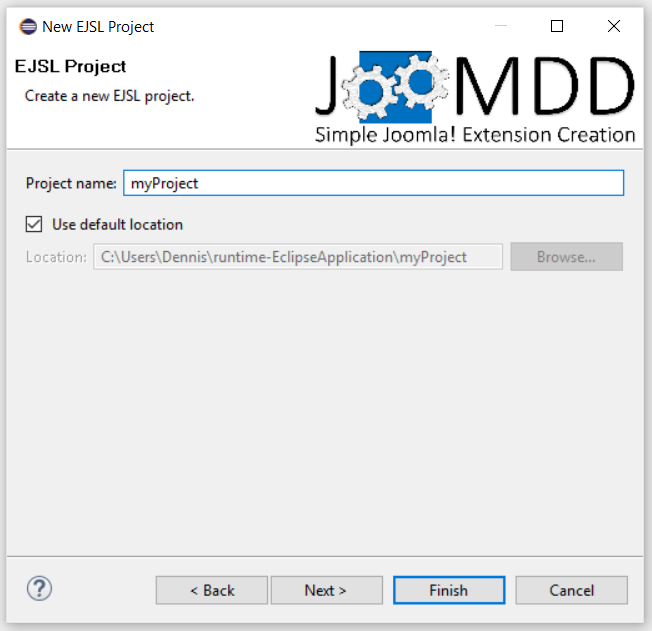 New EJSL Project
EJSL Project
Create a new EJSL project.
JOOMDD
Simple Joomla! Extension Creation
Project name: myProject
Use default location
Location: C:\Users\Dennis\runtime-EclipseApplication\myProject Browse...
? < Back Next > Finish Cancel